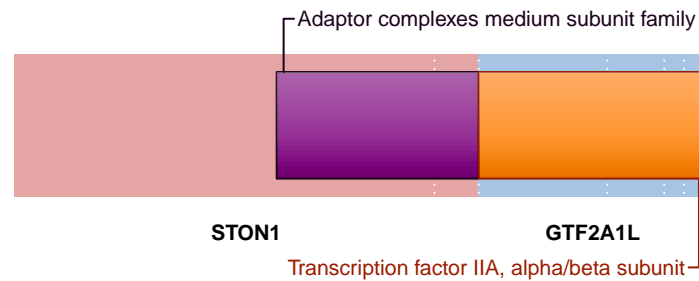 Adaptor complexes medium subunit family
STON1
GTF2A1L
Transcription factor IIA, alpha/beta subunit